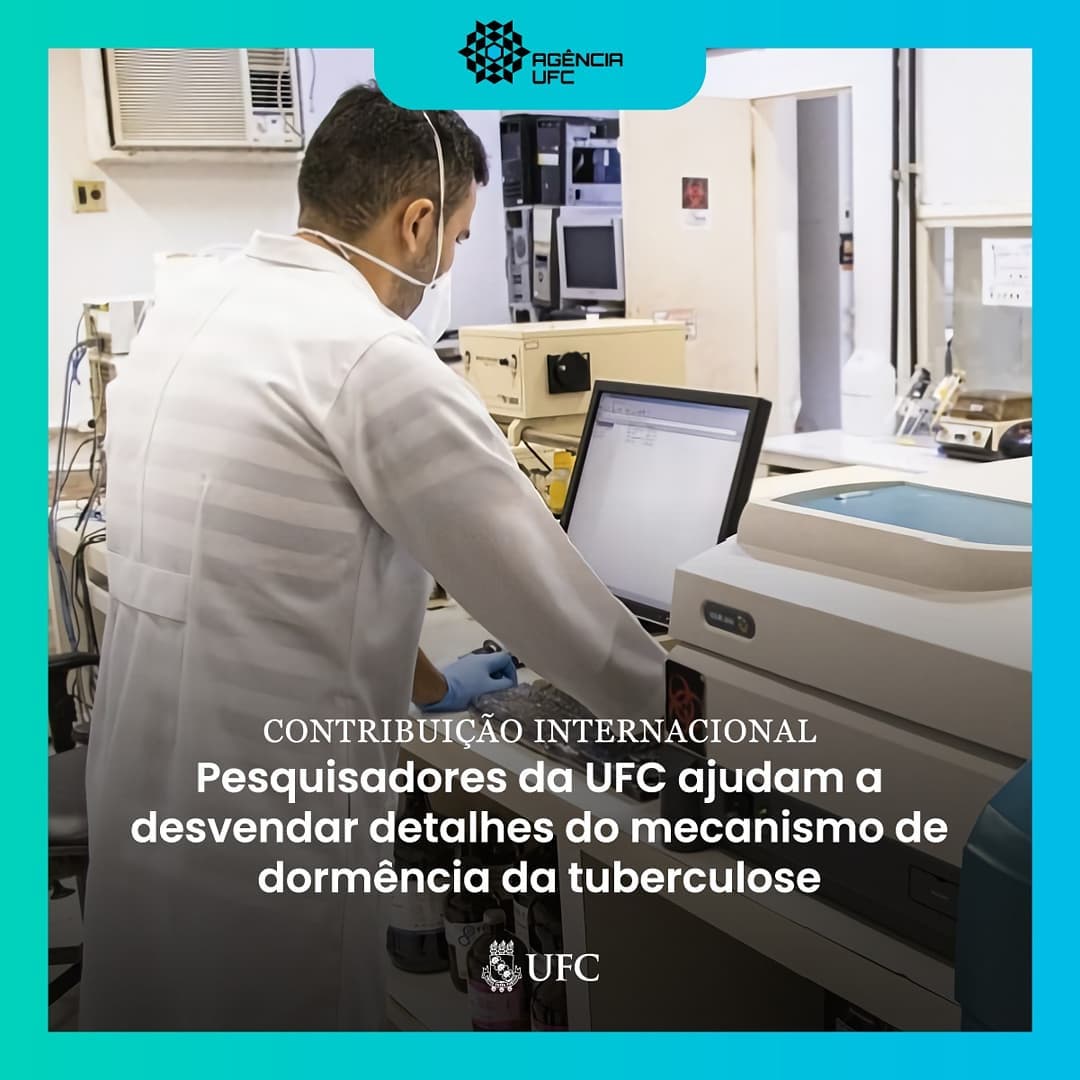 AGÊNCIA
UFC
CONTRIBUIÇÃO INTERNACIONAL
Pesquisadores da UFC ajudam a
desvendar detalhes do mecanismo de
dormência da tuberculose
UFC